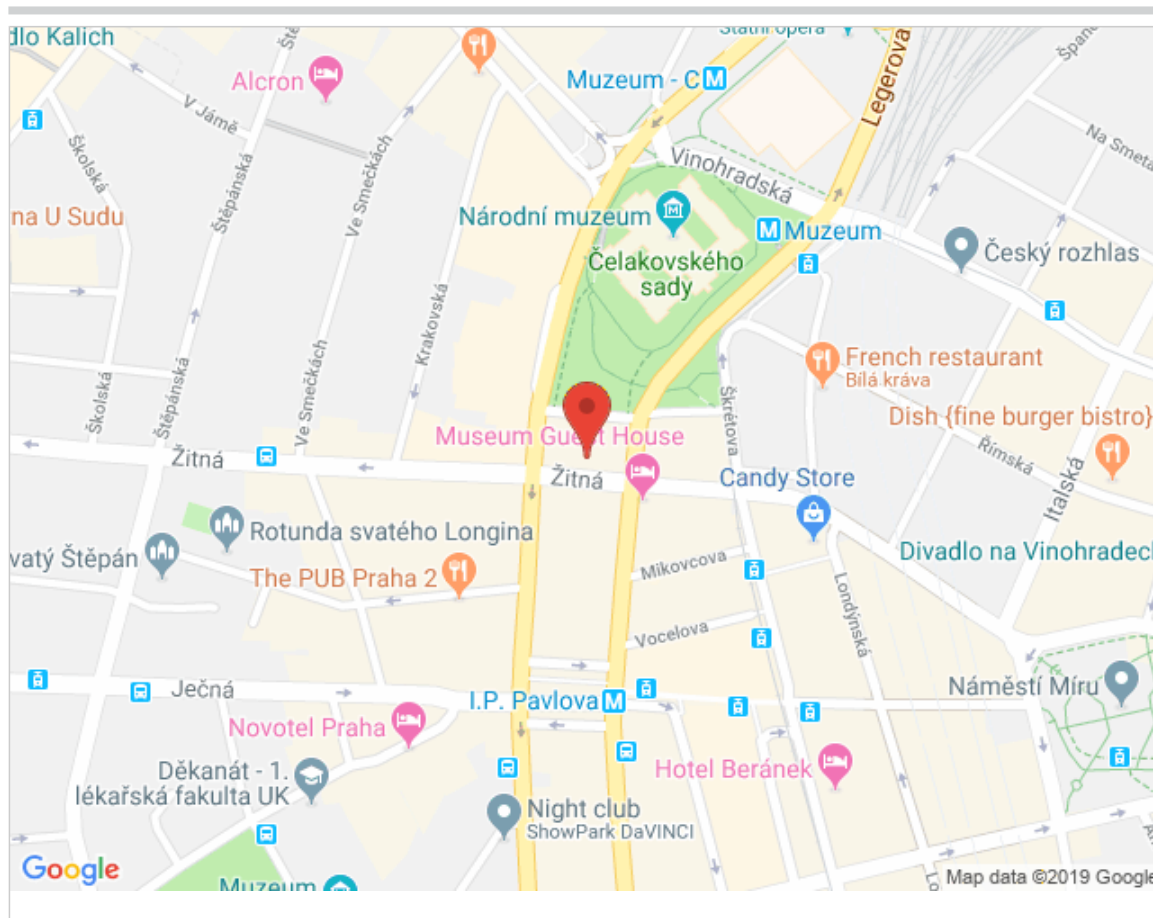 dlo Kalich
Státní opera
Alcron
Muzeum - C M
Legerova
V Jámě
Školská
Štěpánská
Ve Smečkách
Vinohradská
Na Smeta
na U Sudu
Národní muzeum
M Muzeum
Český rozhlas
Čelakovského
sady
Krakovská
French restaurant
Bílá kráva
Školská
Štěpánská
Ve Smečkách
Škrétova
Dish {fine burger bistro}
Museum Guest House
Římská
Italská
Žitná
Žitná
Candy Store
Rotunda svatého Longina
vatý Štěpán
The PUB Praha 2
Mikovcova
Divadlo na Vinohradech
Londýnská
Vocelova
Ječná
I.P. Pavlova M
Náměstí Míru
Novotel Praha
Hotel Beránek
Děkanát - 1.
lékařská fakulta UK
Night club
ShowPark DaVINCI
Google
Muzeum
Map data ©2019 Google